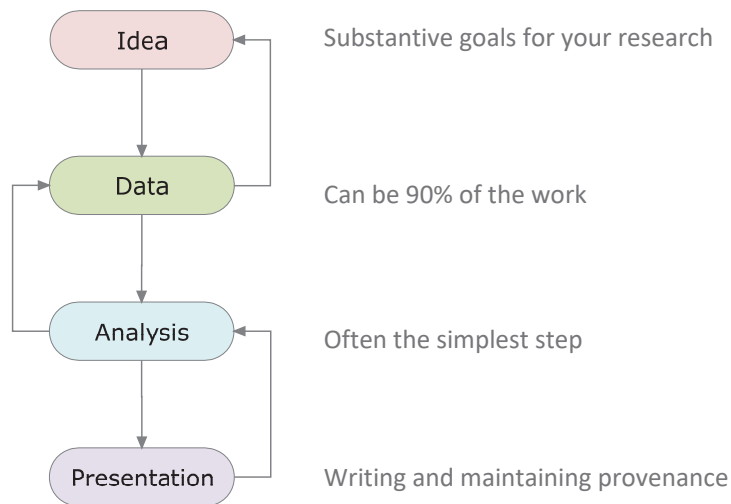 Idea
Substantive goals for your research
Data
Can be 90% of the work
Analysis
Often the simplest step
Presentation
Writing and maintaining provenance